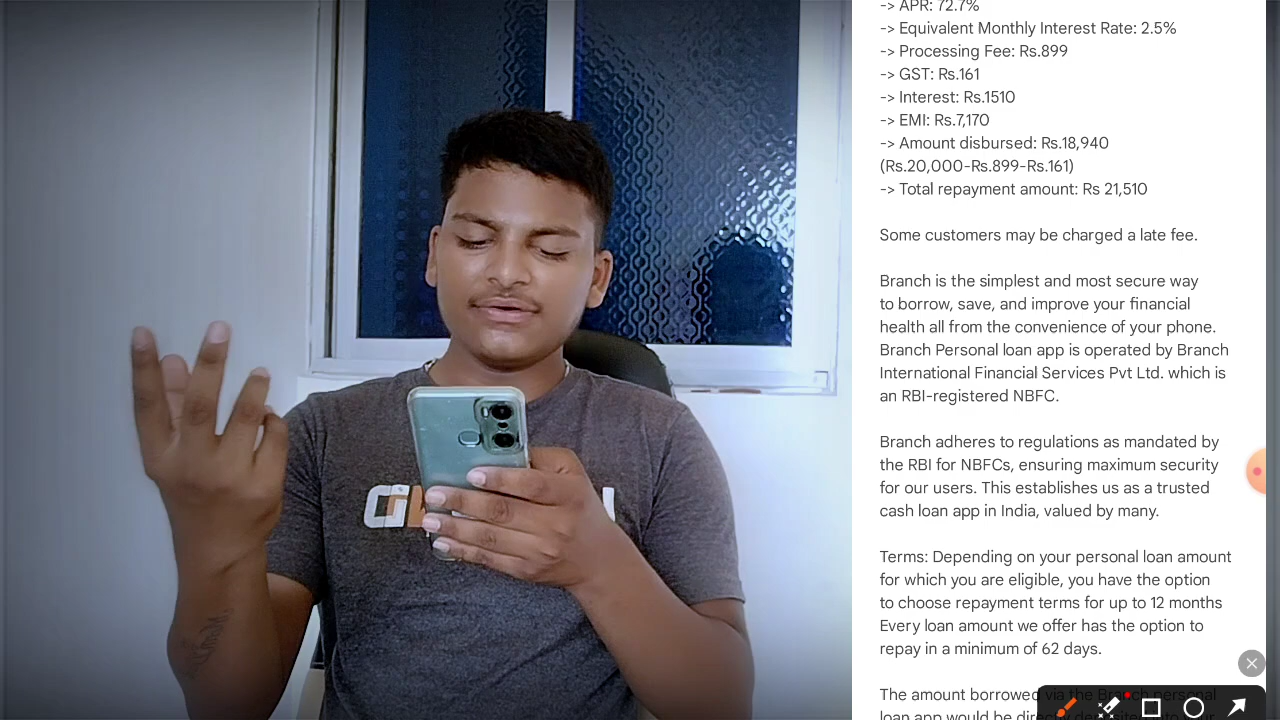 -> APR: 72.7%
-> Equivalent Monthly Interest Rate: 2.5%
-> Processing Fee: Rs.899
-> GST: Rs.161
-> Interest: Rs.1510
-> EMI: Rs.7,170
-> Amount disbursed: Rs.18,940
(Rs.20,000-Rs.899-Rs.161)
-> Total repayment amount: Rs 21,510
Some customers may be charged a late fee.
Branch is the simplest and most secure way
to borrow, save, and improve your financial
health all from the convenience of your phone.
Branch Personal loan app is operated by Branch
International Financial Services Pvt Ltd. which is
an RBI-registered NBFC.
Branch adheres to regulations as mandated by
the RBI for NBFCs, ensuring maximum security
for our users. This establishes us as a trusted
cash loan app in India, valued by many.
Terms: Depending on your personal loan amount
for which you are eligible, you have the option
to choose repayment terms for up to 12 months
Every loan amount we offer has the option to
repay in a minimum of 62 days.
The amount borrowed via the Branch personal
loan app would be